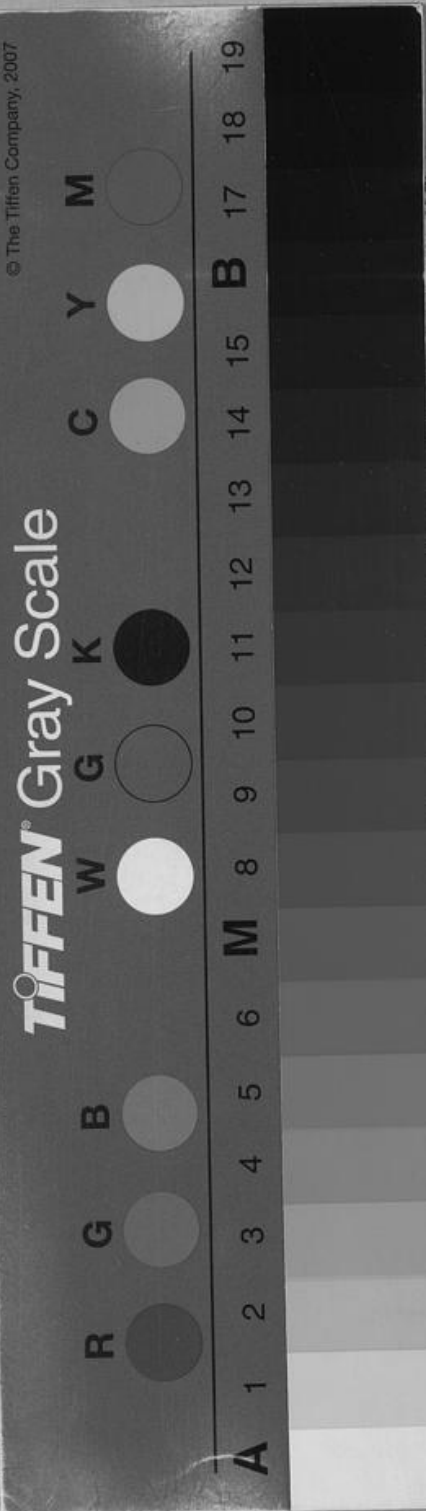 © The Tiffen Company, 2007
TIFFEN® Gray Scale
R G B W G K C Y M
A 1 2 3 4 5 6 M 8 9 10 11 12 13 14 15 B 17 18 19